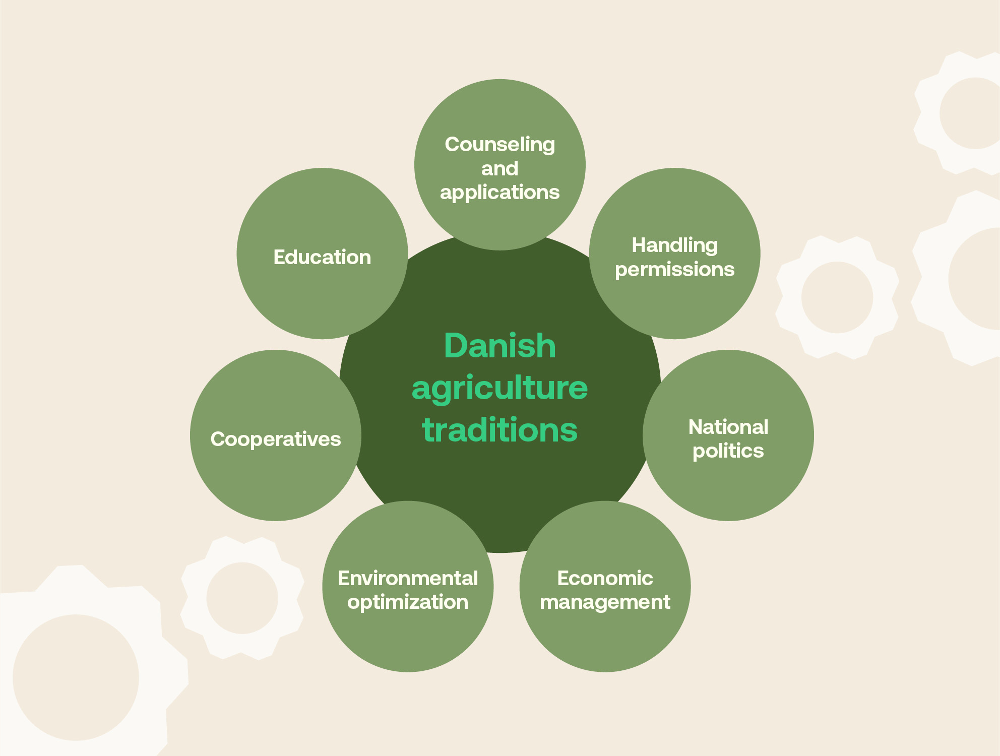 Counseling
and
applications
Education
Handling
permissions
Danish
agriculture
traditions
Cooperatives
National
politics
Environmental
optimization
Economic
management